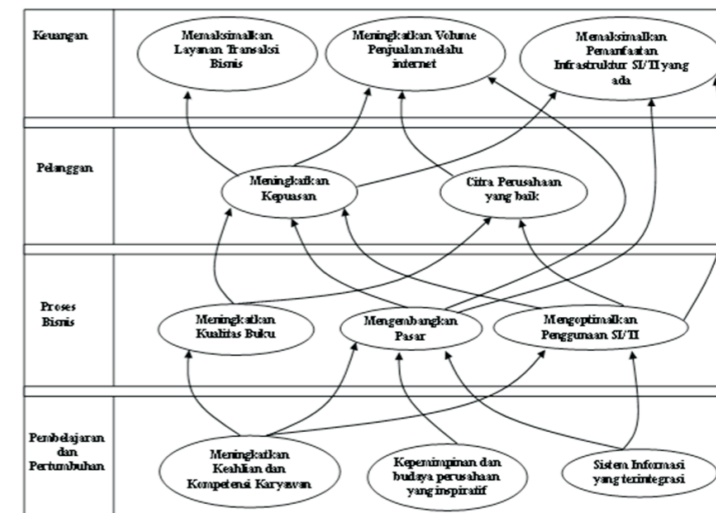 Keuangan
Memaksimalkan
Layanan Transaksi
Bisnis
Meningkatkan Volume
Penjualan melalu
internet
Memaksimalkan
Pemanfaatan
Infrastruktur SI/TI yang
ada
Pelanggan
Meningkatkan
Kepuasan
Citra Perusahaan
yang baik
Proses
Bisnis
Meningkatkan
Kualitas Buku
Mengembangkan
Pasar
Mengoptimalkan
Penggunaan SI/TI
Pembelajaran
dan
Pertumbuhan
Meningkatkan
Keahlian dan
Kompetensi Karyawan
Kepemimpinan dan
budaya perusahaan
yang inspiratif
Sistem Informasi
yang terintegrasi